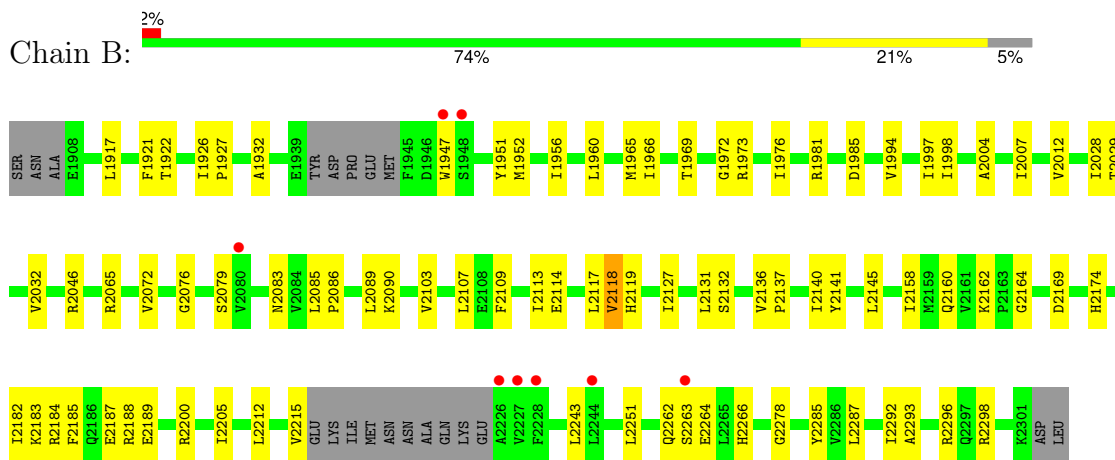 2%
Chain B:
74% 21% 5%
SER ASN ALA E1908 L1917 F1921 T1922 I1926 P1927 A1932 E1939 TYR ASP PRO GLU MET F1945 D1946 W1947 S1948 Y1951 M1952 I1956 L1960 M1965 I1966 T1969 G1972 R1973 I1976 R1981 D1985 V1994 I1997 I1998 A2004 I2007 V2012 I2028 T2029
V2032 R2046 R2065 V2072 G2076 S2079 V2080 N2083 V2084 L2085 P2086 L2089 K2090 V2103 L2107 E2108 F2109 I2113 E2114 L2117 V2118 H2119 I2127 L2131 S2132 V2136 P2137 I2140 Y2141 L2145 I2158 M2159 Q2160 V2161 K2162 P2163 G2164 D2169 H2174
I2182 K2183 R2184 F2185 Q2186 E2187 R2188 E2189 R2200 I2205 L2212 V2215 GLU LYS ILE MET ASN ASN ALA GLN LYS GLU A2226 V2227 F2228 L2243 L2244 L2251 Q2262 S2263 E2264 L2265 H2266 G2278 Y2285 V2286 L2287 I2292 A2293 R2296 Q2297 R2298 K2301 ASP LEU